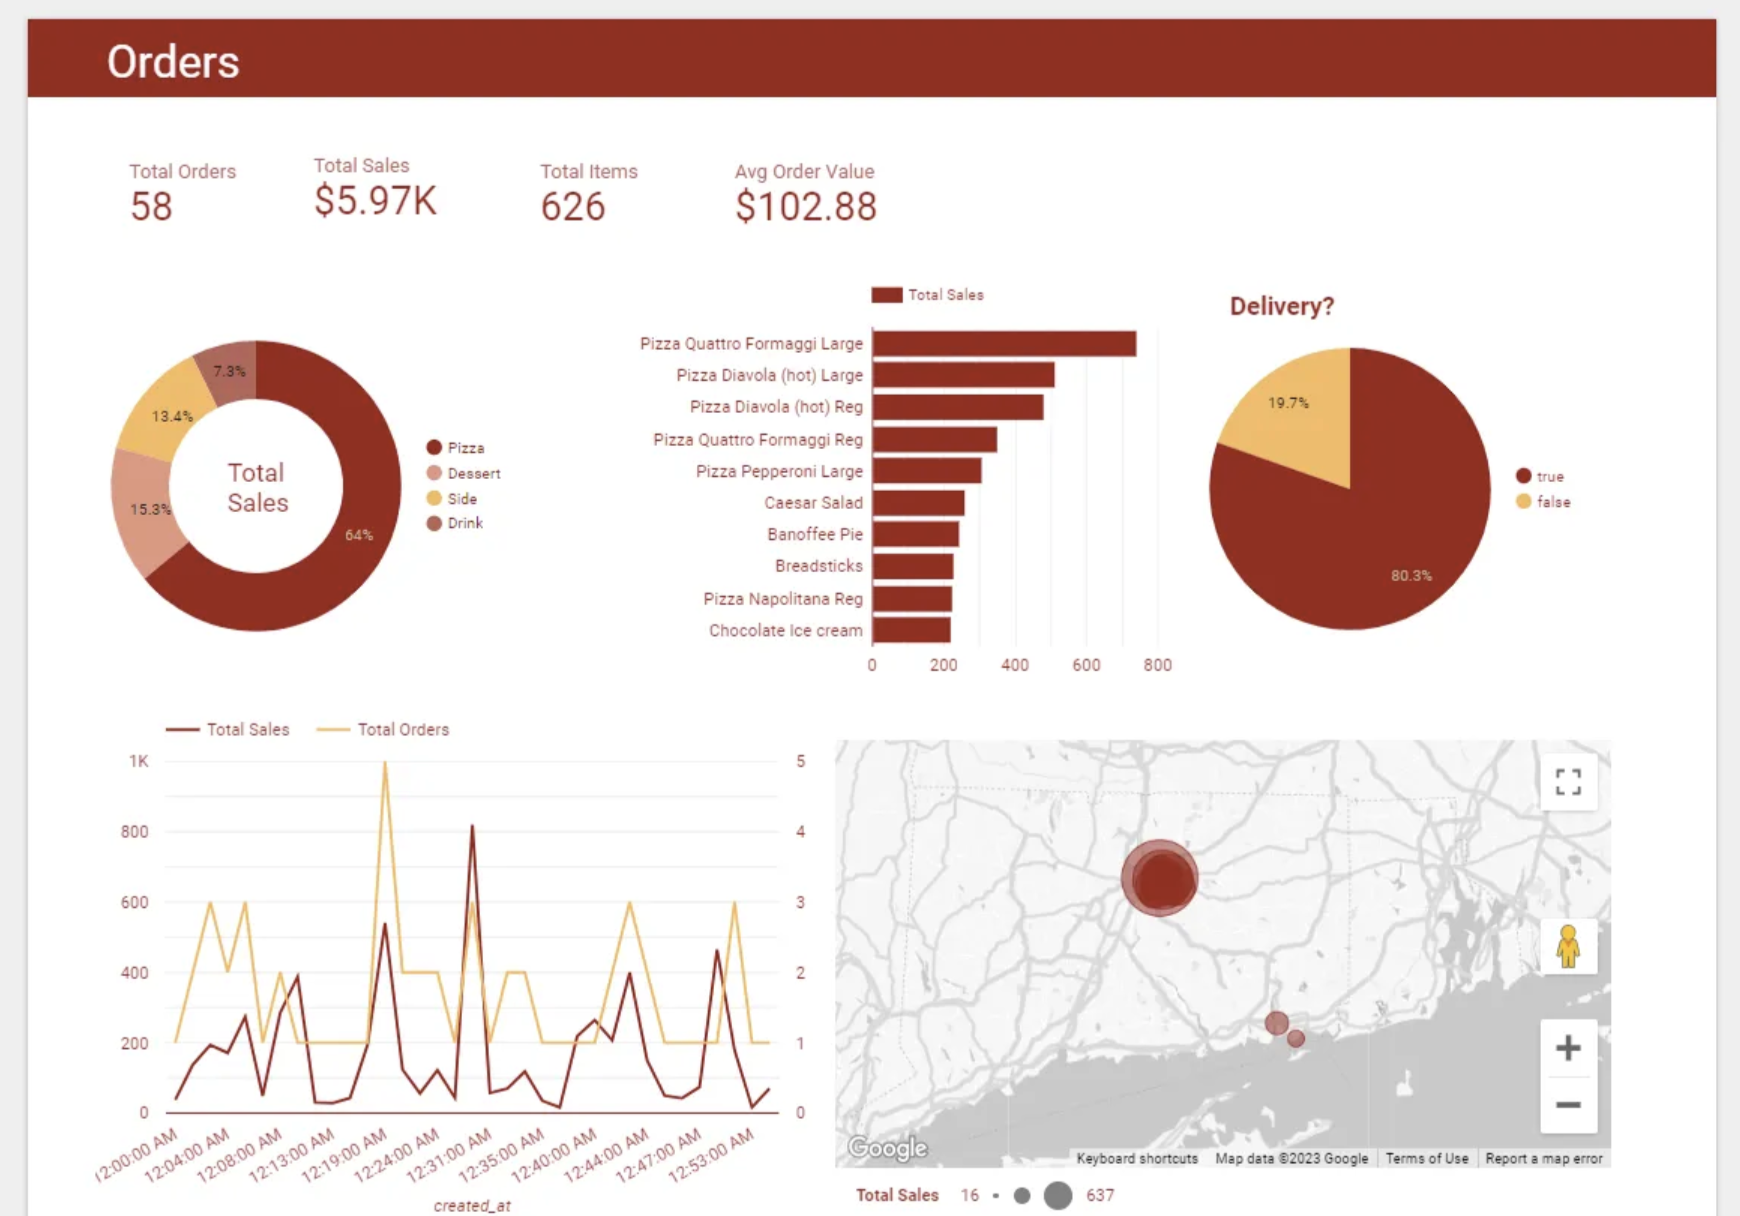 Orders
Total Orders
58
Total Sales
$5.97K
Total Items
626
Avg Order Value
$102.88
7.3%
13.4%
15.3%
64%
Total
Sales
Pizza
Dessert
Side
Drink
Total Sales
Pizza Quattro Formaggi Large
Pizza Diavola (hot) Large
Pizza Diavola (hot) Reg
Pizza Quattro Formaggi Reg
Pizza Pepperoni Large
Caesar Salad
Banoffee Pie
Breadsticks
Pizza Napolitana Reg
Chocolate Ice cream
0 200 400 600 800
Delivery?
19.7%
80.3%
true
false
Total Sales Total Orders
1K 5
800 4
600 3
400 2
200 1
0 0
12:00:00 AM
12:04:00 AM
12:08:00 AM
12:13:00 AM
12:19:00 AM
12:24:00 AM
12:31:00 AM
12:35:00 AM
12:40:00 AM
12:44:00 AM
12:47:00 AM
12:53:00 AM
created_at
Google
Keyboard shortcuts Map data ©2023 Google Terms of Use Report a map error
Total Sales 16 637